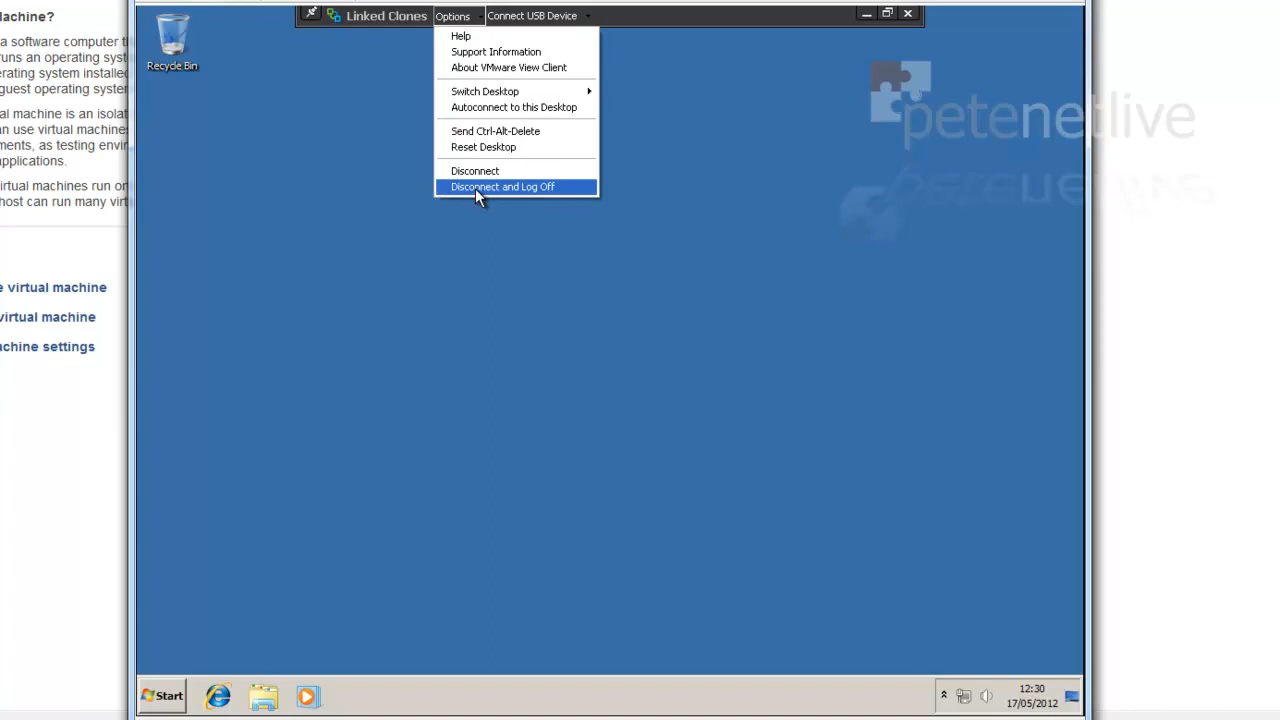 achine?
a software computer th
runs an operating syst
erating system installed
guest operating system
al machine is an isolat
an use virtual machines
ments, as testing envir
applications.
irtual machines run on
host can run many virt
e virtual machine
virtual machine
achine settings
Linked Clones
Options
Connect USB Device
Recycle Bin
Help
Support Information
About VMware View Client
Switch Desktop
Autoconnect to this Desktop
Send Ctrl-Alt-Delete
Reset Desktop
Disconnect
Disconnect and Log Off
petenetlive
Start
12:30
17/05/2012